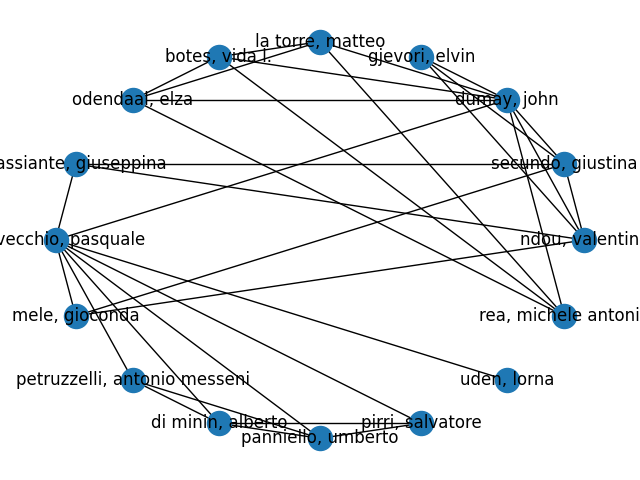 la torre, matteo
botes, vida l.
gjevori, elvin
odendaal, elza
dumay, john
assiante, giuseppina
secundo, giustina
vecchio, pasquale
ndou, valentin
mele, gioconda
rea, michele antoni
petruzzelli, antonio messeni
uden, lorna
di minin, alberto
pirri, salvatore
panniello, umberto